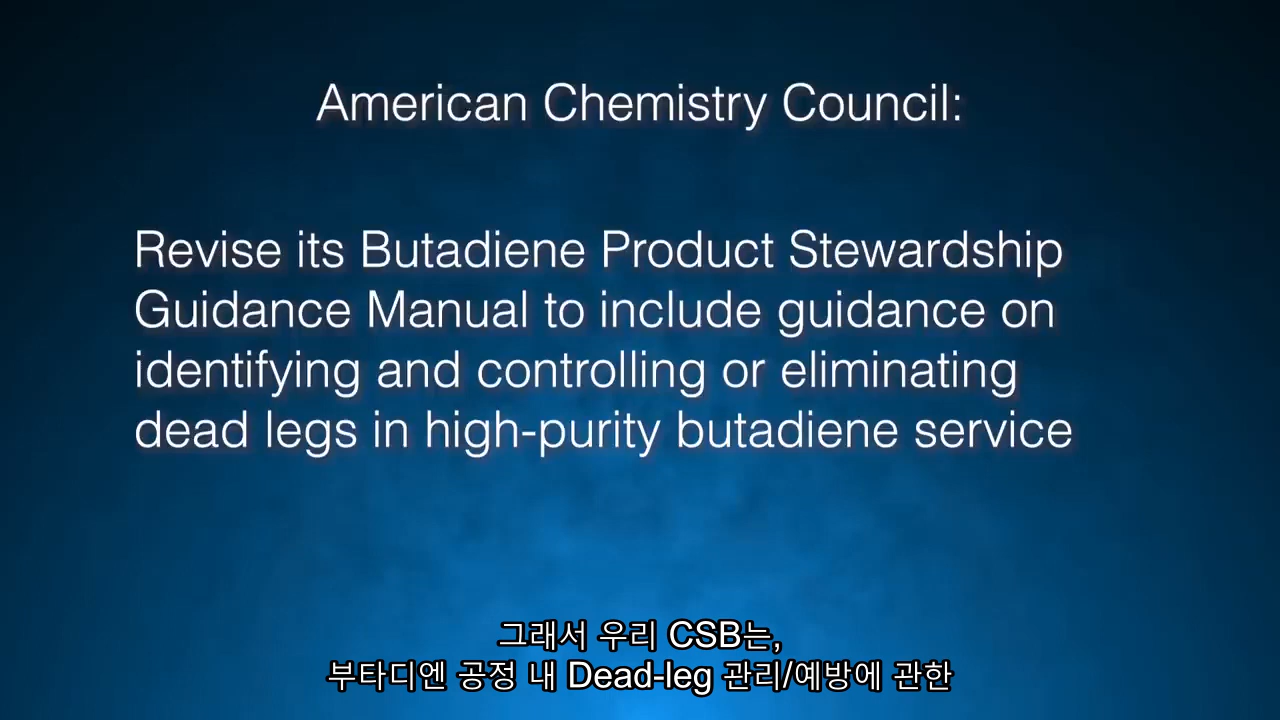 American Chemistry Council:
Revise its Butadiene Product Stewardship
Guidance Manual to include guidance on
identifying and controlling or eliminating
dead legs in high-purity butadiene service
그래서 우리 CSB는,
부타디엔 공정 내 Dead-leg 관리/예방에 관한